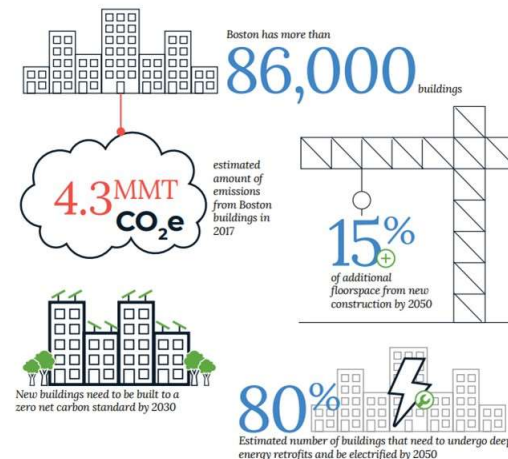 Boston has more than
86,000 buildings
4.3 MMT
CO₂e
estimated
amount of
emissions
from Boston
buildings in
2017
15%
of additional
floorspace from new
construction by 2050
New buildings need to be built to a
zero net carbon standard by 2030
80%
Estimated number of buildings that need to undergo deep
energy retrofits and be electrified by 2050